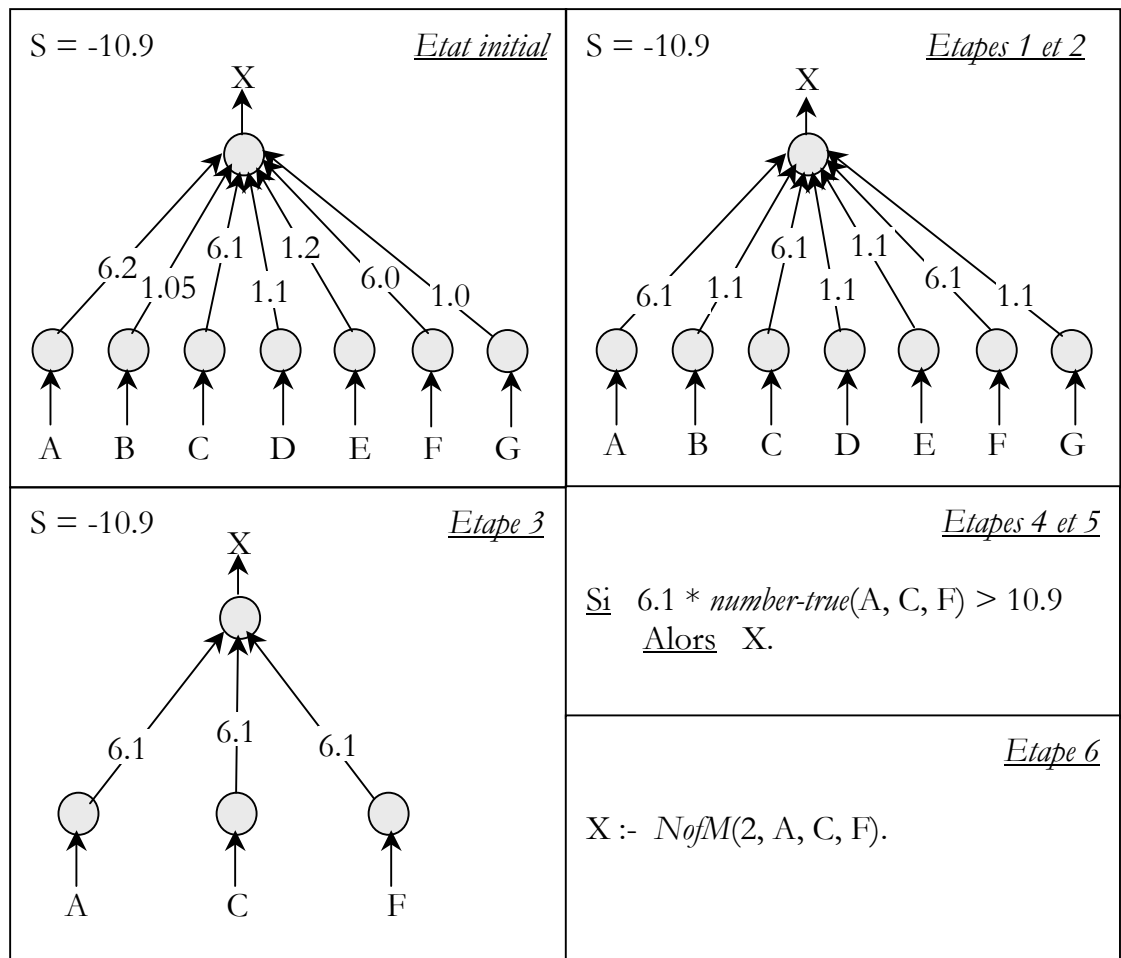 S = -10.9 Etat initial
X
6.2 1.05 6.1 1.1 1.2 6.0 1.0
A B C D E F G
S = -10.9 Etapes 1 et 2
X
6.1 1.1 6.1 1.1 1.1 6.1 1.1
A B C D E F G
S = -10.9 Etape 3
X
6.1 6.1 6.1
A C F
Etapes 4 et 5
Si 6.1 * number-true(A, C, F) > 10.9
Alors X.
Etape 6
X :- NofM(2, A, C, F).